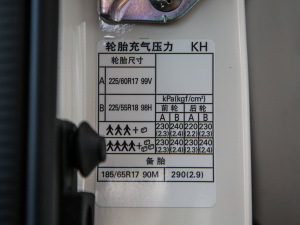 轮胎充气压力 KH
轮胎尺寸
A 225/60R17 99V
B 225/55R18 98H
kPa(kgf/cm²)
前轮 后轮
A B A B
+ 230 240 220 230
(2.3) (2.4) (2.2) (2.3)
+ 230 240 230 240
(2.3) (2.4) (2.3) (2.4)
备胎
185/65R17 90M 290(2.9)